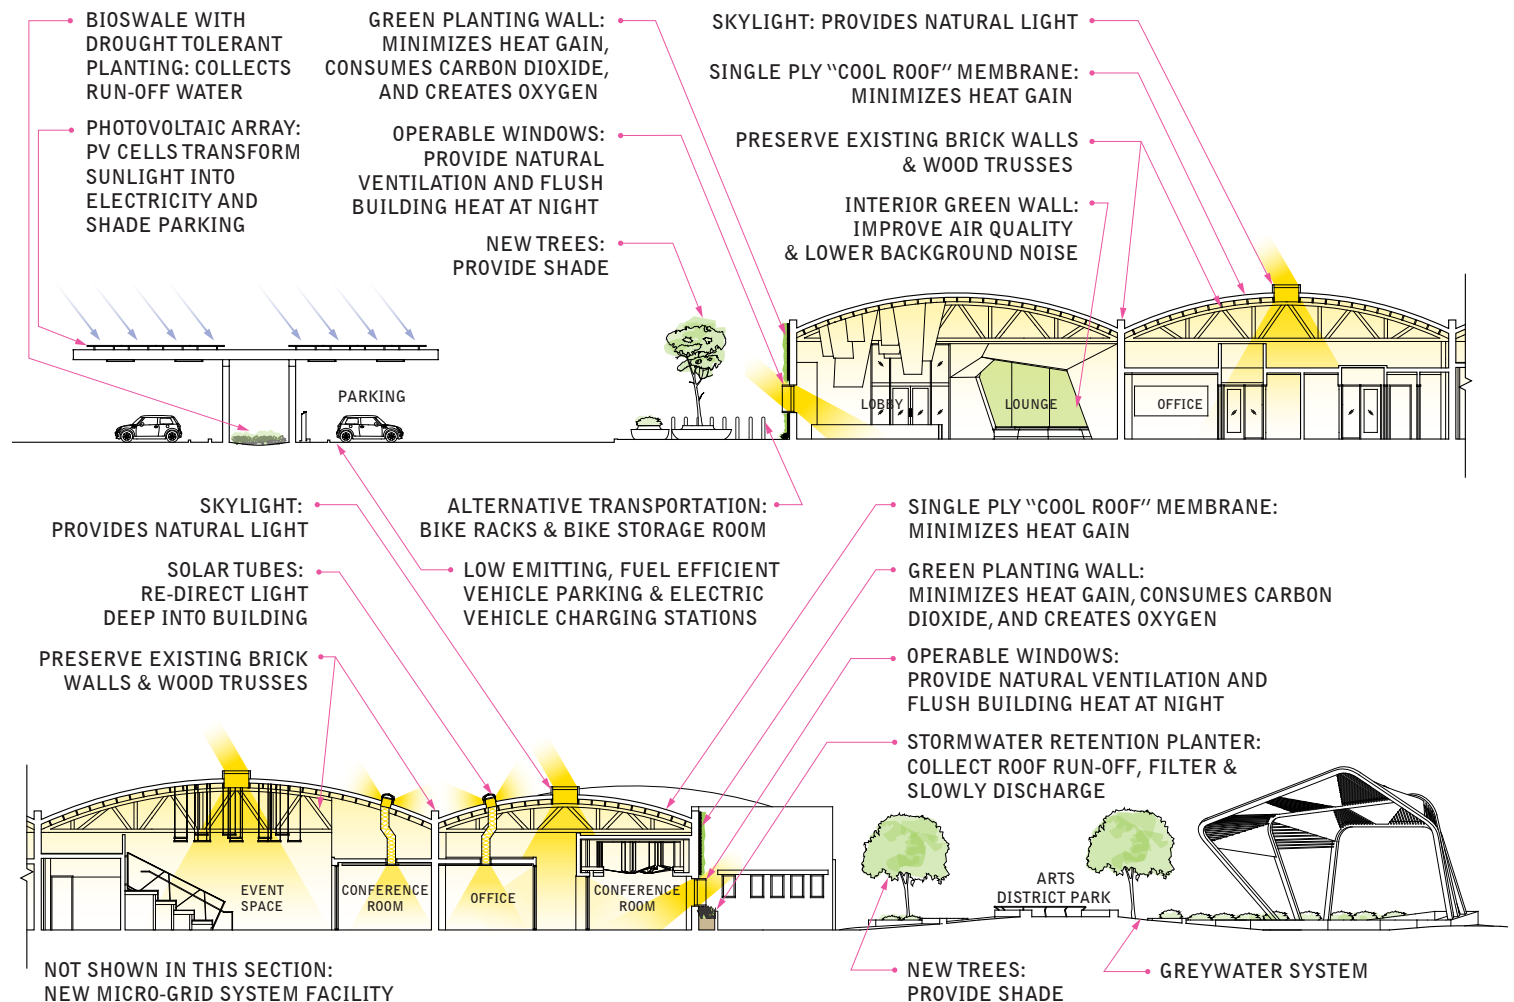 BIOSWALE WITH
DROUGHT TOLERANT
PLANTING: COLLECTS
RUN-OFF WATER
PHOTOVOLTAIC ARRAY:
PV CELLS TRANSFORM
SUNLIGHT INTO
ELECTRICITY AND
SHADE PARKING
GREEN PLANTING WALL:
MINIMIZES HEAT GAIN,
CONSUMES CARBON DIOXIDE,
AND CREATES OXYGEN
OPERABLE WINDOWS:
PROVIDE NATURAL
VENTILATION AND FLUSH
BUILDING HEAT AT NIGHT
NEW TREES:
PROVIDE SHADE
SKYLIGHT: PROVIDES NATURAL LIGHT
SINGLE PLY “COOL ROOF” MEMBRANE:
MINIMIZES HEAT GAIN
PRESERVE EXISTING BRICK WALLS
& WOOD TRUSSES
INTERIOR GREEN WALL:
IMPROVE AIR QUALITY
& LOWER BACKGROUND NOISE
PARKING
LOBBY
LOUNGE
OFFICE
SKYLIGHT:
PROVIDES NATURAL LIGHT
SOLAR TUBES:
RE-DIRECT LIGHT
DEEP INTO BUILDING
PRESERVE EXISTING BRICK
WALLS & WOOD TRUSSES
ALTERNATIVE TRANSPORTATION:
BIKE RACKS & BIKE STORAGE ROOM
LOW EMITTING, FUEL EFFICIENT
VEHICLE PARKING & ELECTRIC
VEHICLE CHARGING STATIONS
SINGLE PLY “COOL ROOF” MEMBRANE:
MINIMIZES HEAT GAIN
GREEN PLANTING WALL:
MINIMIZES HEAT GAIN, CONSUMES CARBON
DIOXIDE, AND CREATES OXYGEN
OPERABLE WINDOWS:
PROVIDE NATURAL VENTILATION AND
FLUSH BUILDING HEAT AT NIGHT
STORMWATER RETENTION PLANTER:
COLLECT ROOF RUN-OFF, FILTER &
SLOWLY DISCHARGE
EVENT
SPACE
CONFERENCE
ROOM
OFFICE
CONFERENCE
ROOM
ARTS
DISTRICT PARK
NOT SHOWN IN THIS SECTION:
NEW MICRO-GRID SYSTEM FACILITY
NEW TREES:
PROVIDE SHADE
GREYWATER SYSTEM